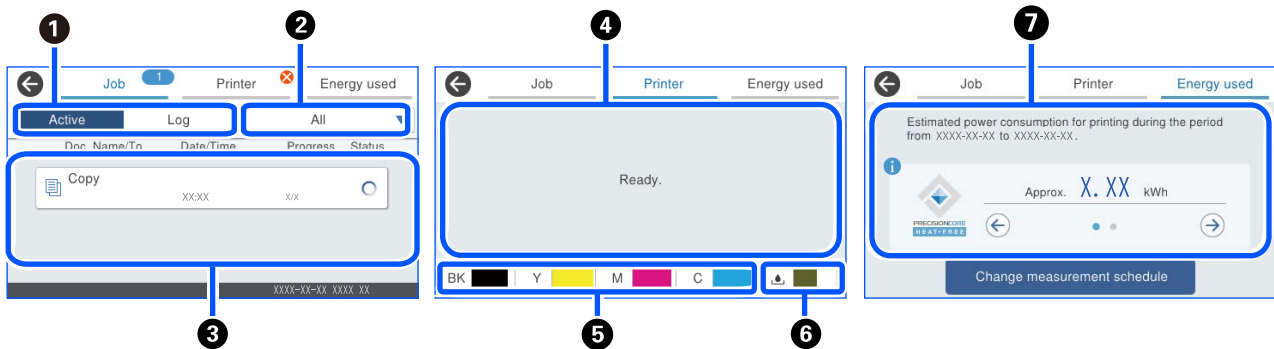 1
2
4
7
Job
1
Printer
Energy used
Active
Log
All
Doc. Name/To
Date/Time
Progress
Status
Copy
XX:XX
X/X
XXXX-XX-XX XXXX XX
3
Job
Printer
Energy used
Ready.
BK
Y
M
C
5
6
Job
Printer
Energy used
Estimated power consumption for printing during the period
from XXXX-XX-XX to XXXX-XX-XX.
i
PRECISIONCORE
HEAT-FREE
Approx. X.XX kWh
Change measurement schedule